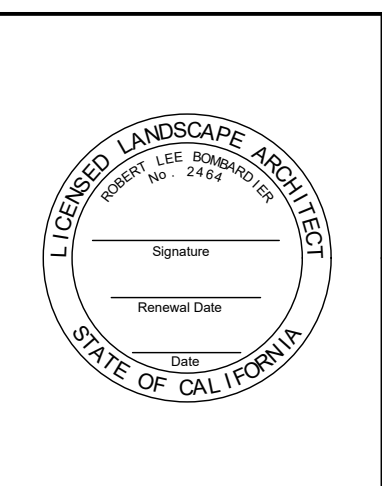 LICENSED LANDSCAPE ARCHITECT
ROBERT LEE BOMBARDIER
No. 2464
Signature
Renewal Date
Date
STATE OF CALIFORNIA